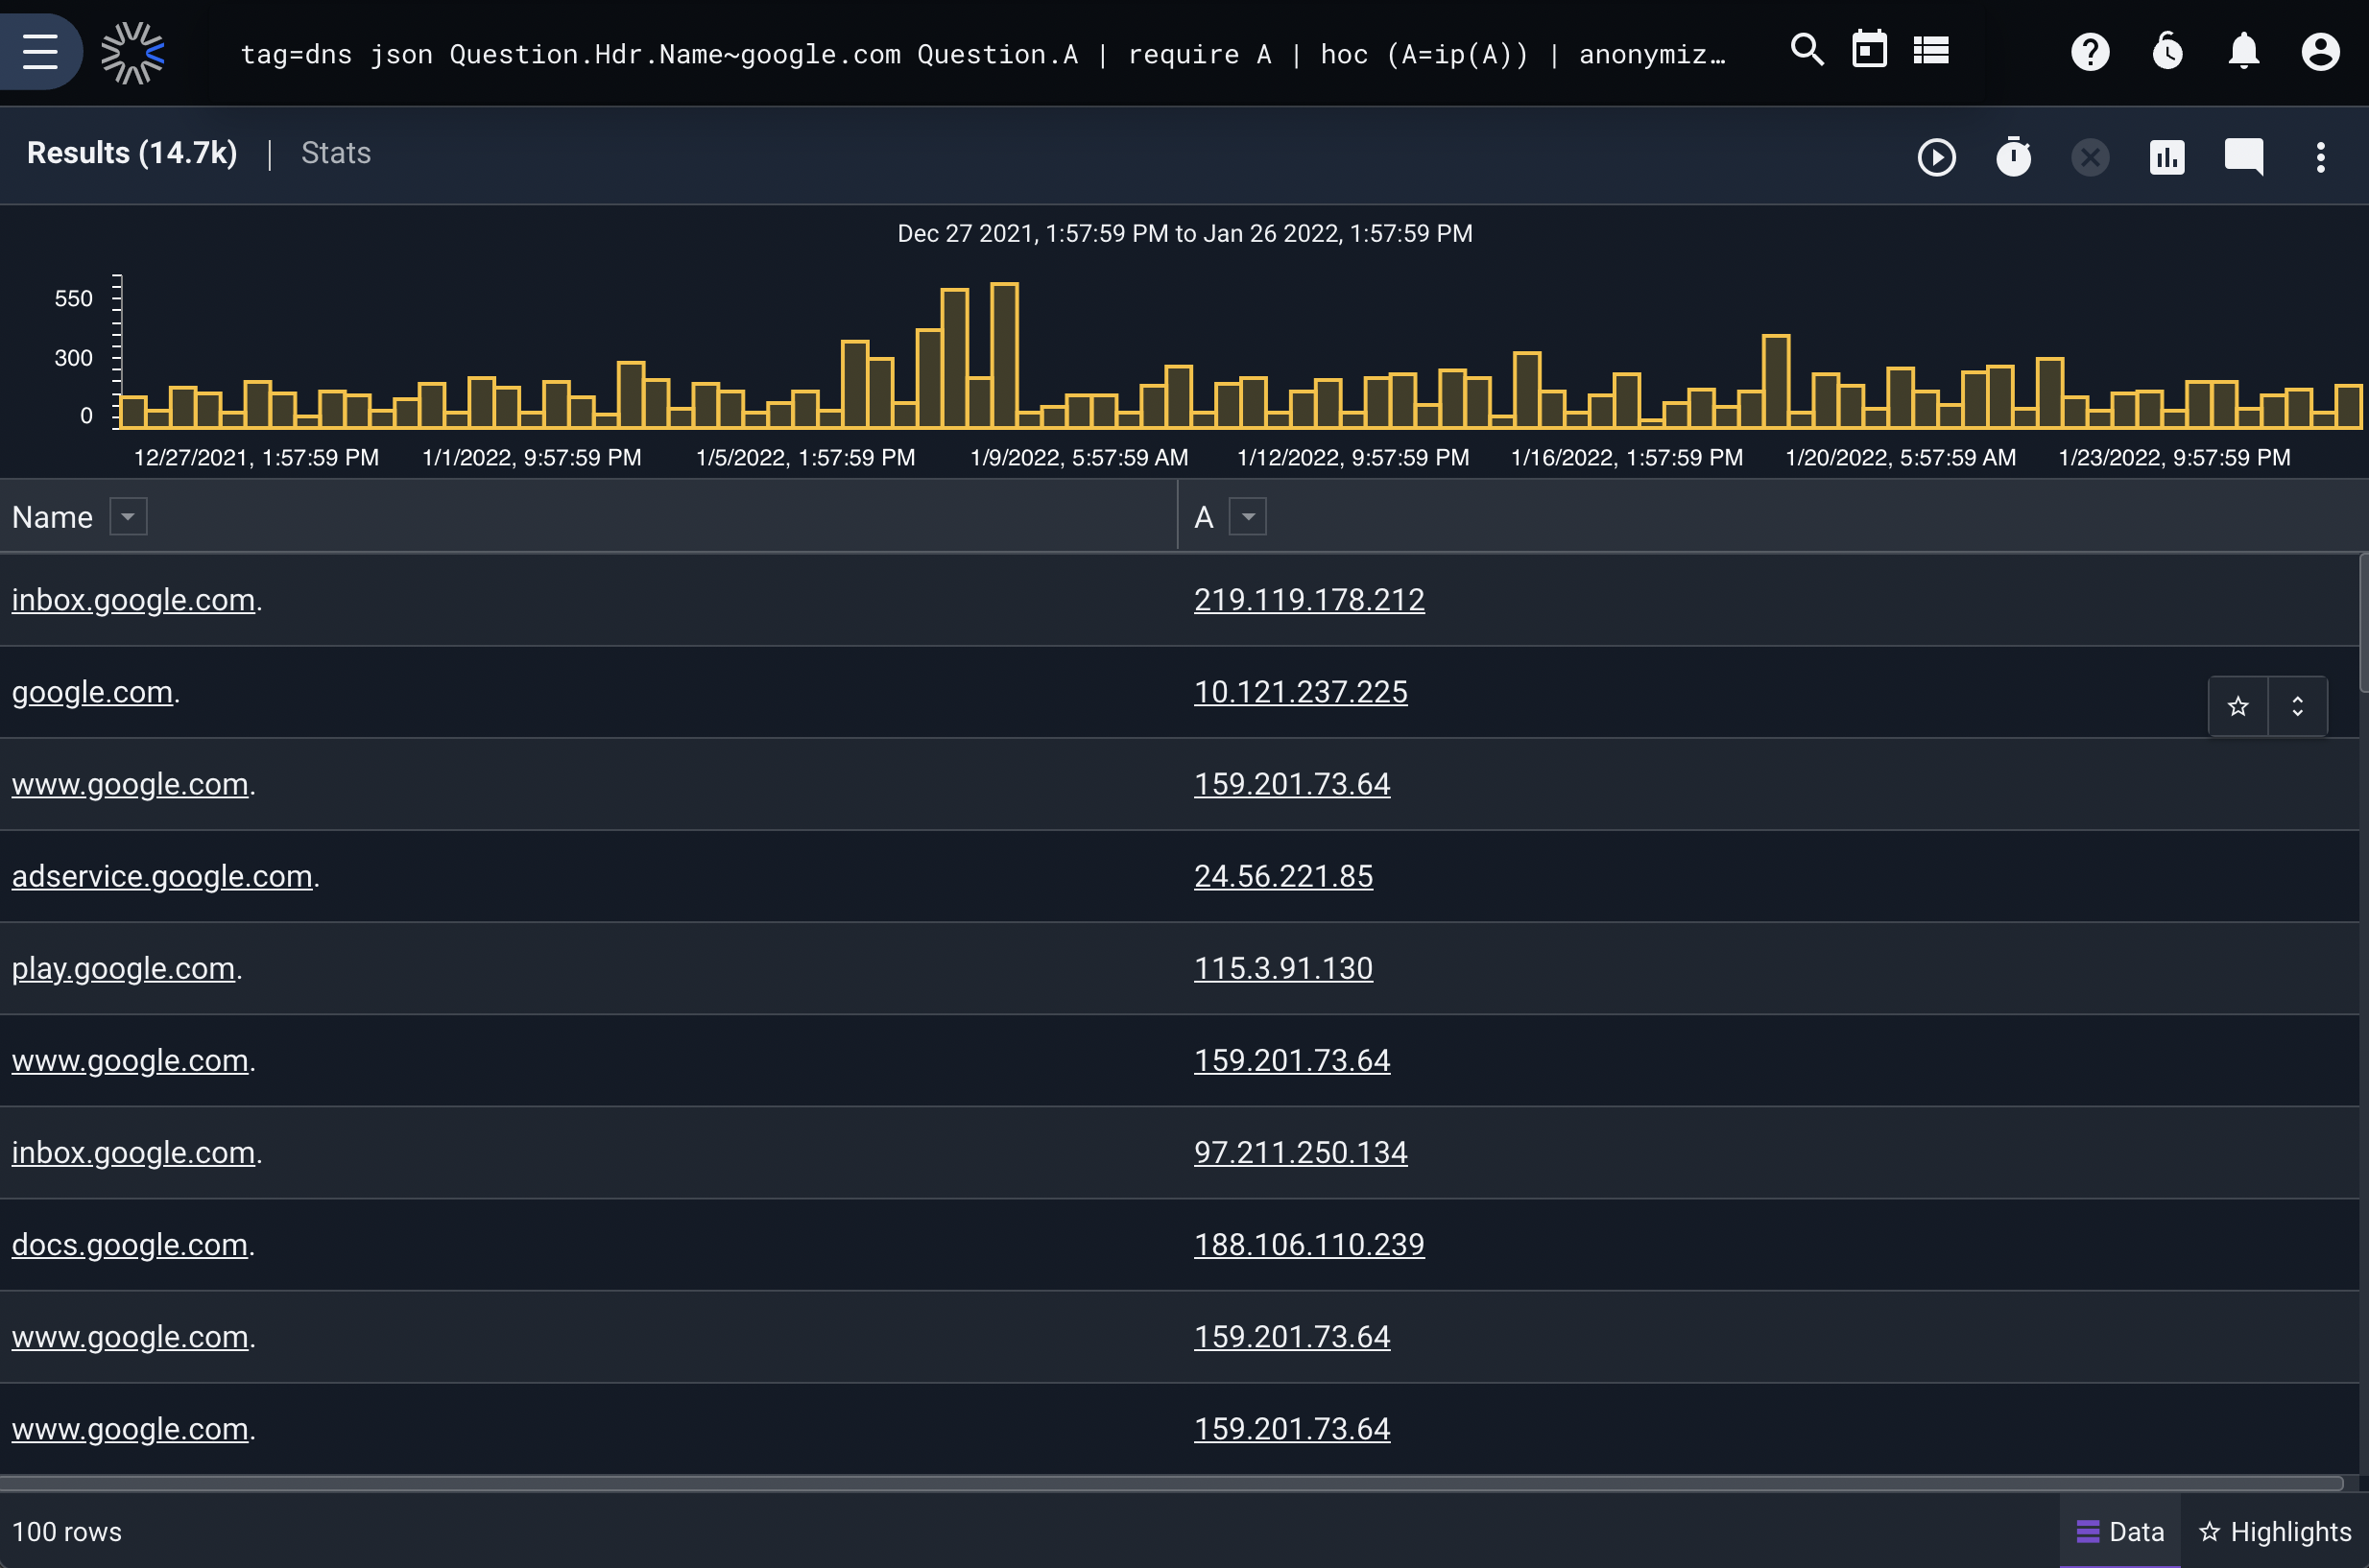 tag=dns json Question.Hdr.Name~google.com Question.A | require A | hoc (A=ip(A)) | anonymiz…
Results (14.7k) | Stats
Dec 27 2021, 1:57:59 PM to Jan 26 2022, 1:57:59 PM
550
300
0
12/27/2021, 1:57:59 PM 1/1/2022, 9:57:59 PM 1/5/2022, 1:57:59 PM 1/9/2022, 5:57:59 AM 1/12/2022, 9:57:59 PM 1/16/2022, 1:57:59 PM 1/20/2022, 5:57:59 AM 1/23/2022, 9:57:59 PM
Name A
inbox.google.com. 219.119.178.212
google.com. 10.121.237.225
www.google.com. 159.201.73.64
adservice.google.com. 24.56.221.85
play.google.com. 115.3.91.130
www.google.com. 159.201.73.64
inbox.google.com. 97.211.250.134
docs.google.com. 188.106.110.239
www.google.com. 159.201.73.64
www.google.com. 159.201.73.64
100 rows Data Highlights